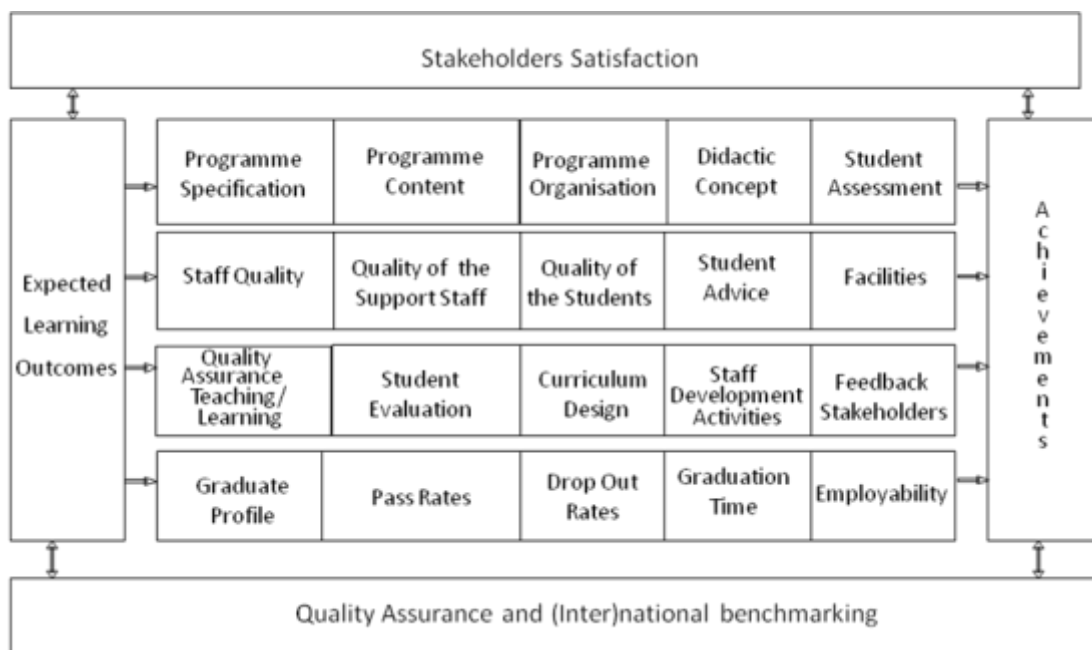 Stakeholders Satisfaction
Expected
Learning
Outcomes
Programme
Specification
Programme
Content
Programme
Organisation
Didactic
Concept
Student
Assessment
Staff Quality
Quality of the
Support Staff
Quality of
the Students
Student
Advice
Facilities
Quality
Assurance
Teaching/
Learning
Student
Evaluation
Curriculum
Design
Staff
Development
Activities
Feedback
Stakeholders
Graduate
Profile
Pass Rates
Drop Out
Rates
Graduation
Time
Employability
Achievements
Quality Assurance and (Inter)national benchmarking